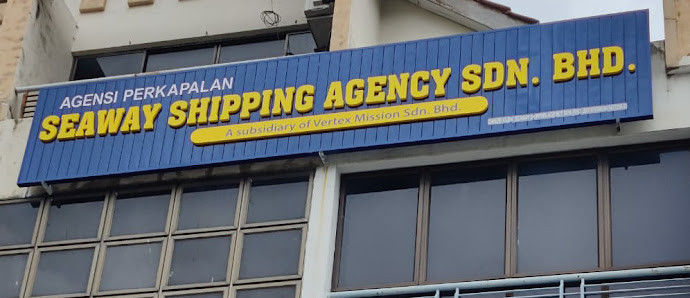 AGENSI PERKAPALAN
SEAWAY SHIPPING AGENCY SDN. BHD.
A subsidiary of Vertex Mission Sdn. Bhd.